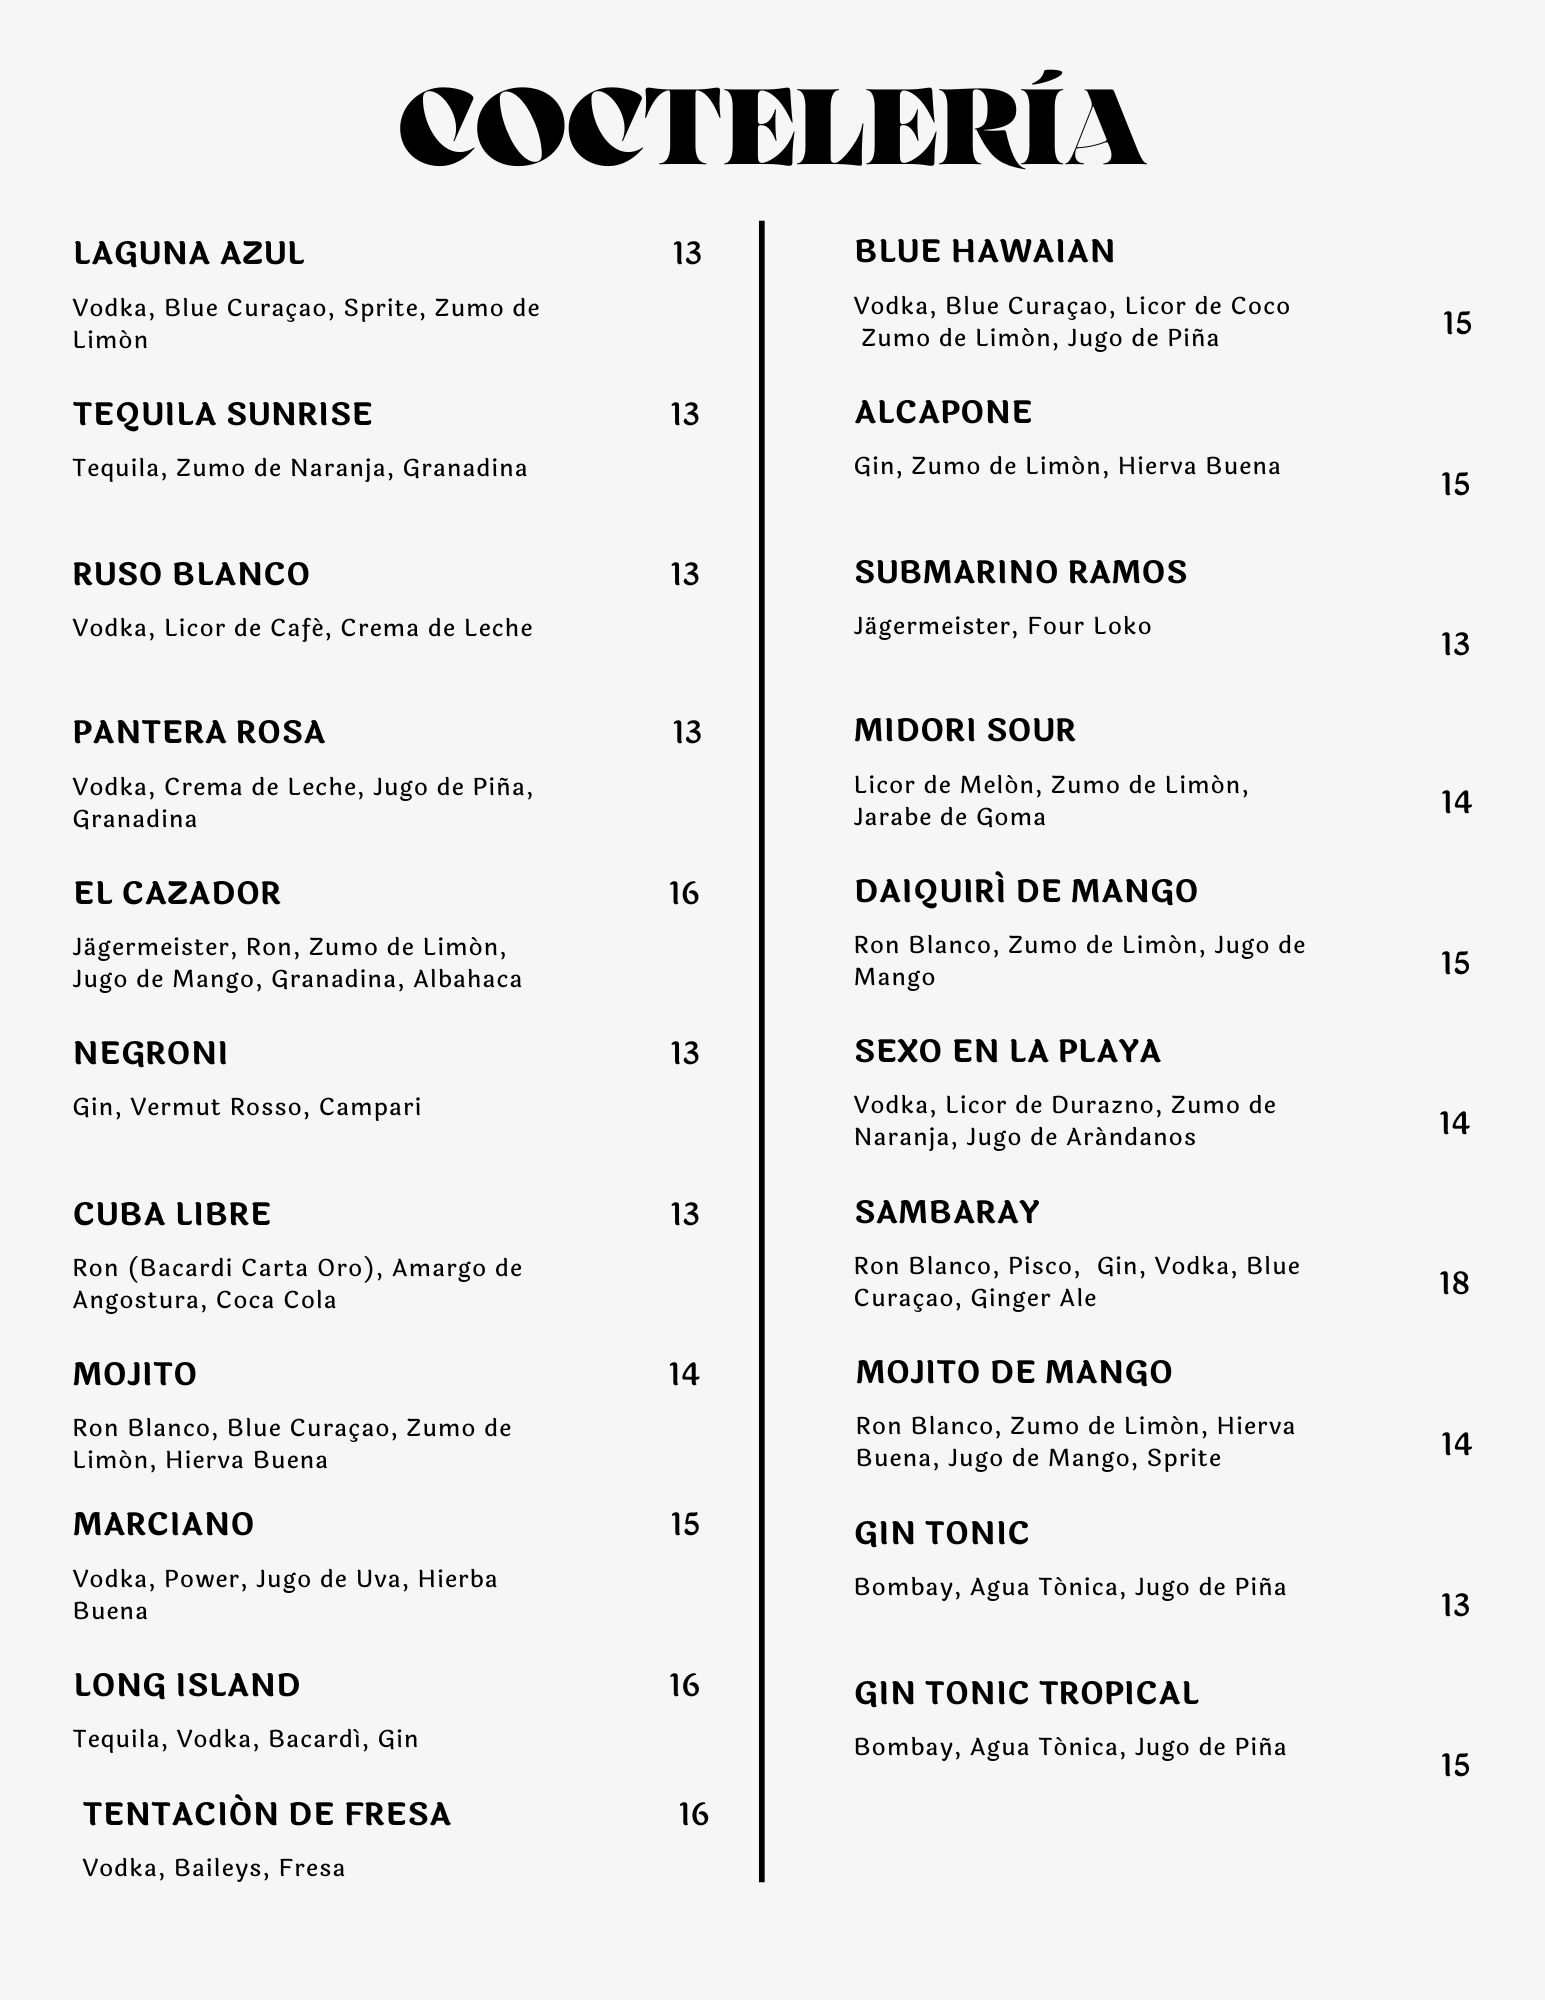 COCTELERÍA
LAGUNA AZUL 13
Vodka, Blue Curaçao, Sprite, Zumo de
Limòn
TEQUILA SUNRISE 13
Tequila, Zumo de Naranja, Granadina
RUSO BLANCO 13
Vodka, Licor de Cafè, Crema de Leche
PANTERA ROSA 13
Vodka, Crema de Leche, Jugo de Piña,
Granadina
EL CAZADOR 16
Jägermeister, Ron, Zumo de Limòn,
Jugo de Mango, Granadina, Albahaca
NEGRONI 13
Gin, Vermut Rosso, Campari
CUBA LIBRE 13
Ron (Bacardi Carta Oro), Amargo de
Angostura, Coca Cola
MOJITO 14
Ron Blanco, Blue Curaçao, Zumo de
Limòn, Hierva Buena
MARCIANO 15
Vodka, Power, Jugo de Uva, Hierba
Buena
LONG ISLAND 16
Tequila, Vodka, Bacardì, Gin
TENTACIÒN DE FRESA 16
Vodka, Baileys, Fresa
BLUE HAWAIAN
Vodka, Blue Curaçao, Licor de Coco
15
Zumo de Limòn, Jugo de Piña
ALCAPONE
Gin, Zumo de Limòn, Hierva Buena
15
SUBMARINO RAMOS
Jägermeister, Four Loko
13
MIDORI SOUR
Licor de Melòn, Zumo de Limòn,
14
Jarabe de Goma
DAIQUIRÌ DE MANGO
Ron Blanco, Zumo de Limòn, Jugo de
15
Mango
SEXO EN LA PLAYA
Vodka, Licor de Durazno, Zumo de
14
Naranja, Jugo de Aràndanos
SAMBARAY
Ron Blanco, Pisco, Gin, Vodka, Blue
18
Curaçao, Ginger Ale
MOJITO DE MANGO
Ron Blanco, Zumo de Limòn, Hierva
14
Buena, Jugo de Mango, Sprite
GIN TONIC
Bombay, Agua Tònica, Jugo de Piña
13
GIN TONIC TROPICAL
Bombay, Agua Tònica, Jugo de Piña
15